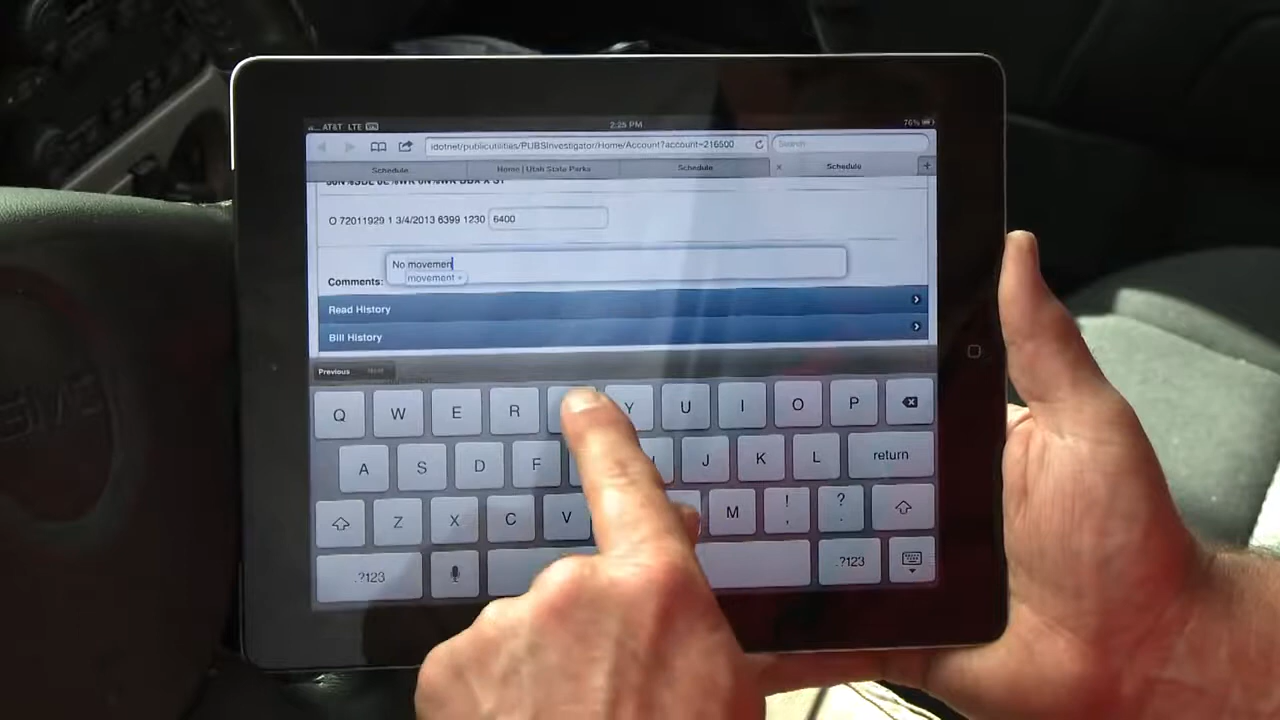 AT&T LTE VPN
2:25 PM
76%
idotnet/publicutilities/PUBSInvestigator/Home/Account?account=216500
Search
Schedule
Home | Utah State Parks
Schedule
Schedule
O 72011929 1 3/4/2013 6399 1230 6400
Comments: No movemen
movement
Read History
Bill History
Previous Next
Q W E R Y U I O P
A S D F J K L return
Z X C V M ! , ? .
.?123 .?123